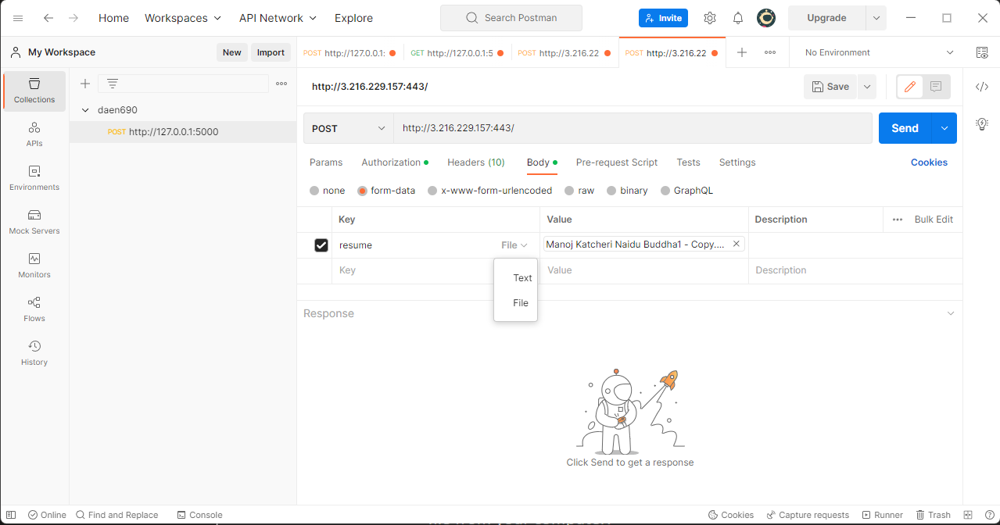 Home Workspaces API Network Explore Search Postman Invite Upgrade
My Workspace New Import
POST http://127.0.0.1: GET http://127.0.0.1:5 POST http://3.216.22 POST http://3.216.22 No Environment
Collections
APIs
Environments
Mock Servers
Monitors
Flows
History
daen690
POST http://127.0.0.1:5000
http://3.216.229.157:443/ Save
POST http://3.216.229.157:443/ Send
Params Authorization Headers (10) Body Pre-request Script Tests Settings Cookies
none form-data x-www-form-urlencoded raw binary GraphQL
Key Value Description Bulk Edit
resume File Manoj Katcheri Naidu Buddha1 - Copy....
Key Value Description
Text
File
Response
Click Send to get a response
Online Find and Replace Console Cookies Capture requests Runner Trash